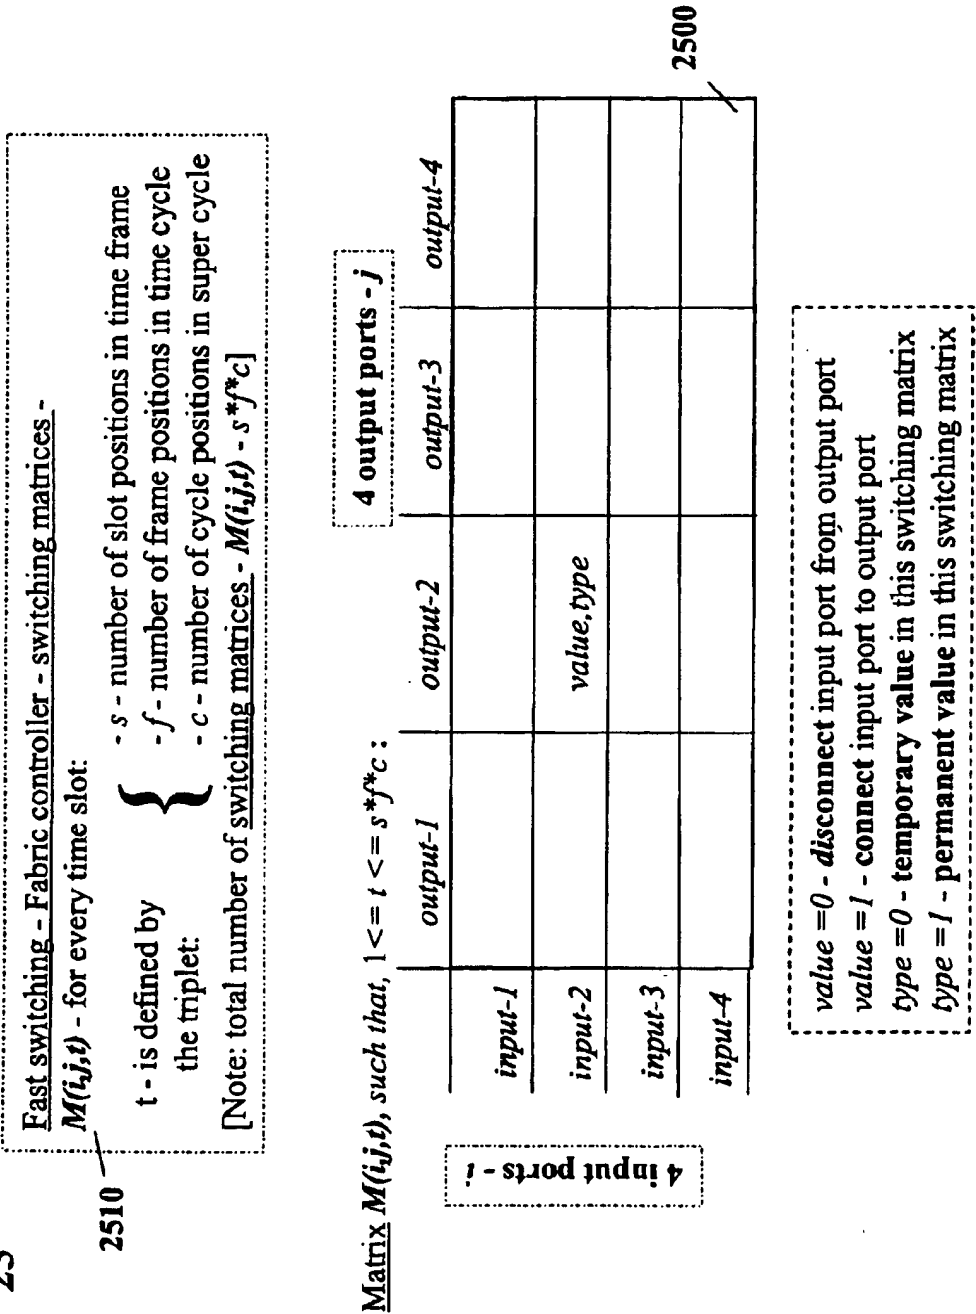 25
Fast switching - Fabric controller - switching matrices -
M(i,j,t) - for every time slot:
t - is defined by
the triplet:
{
- s - number of slot positions in time frame
- f - number of frame positions in time cycle
- c - number of cycle positions in super cycle
[Note: total number of switching matrices - M(i,j,t) - s*f*c]
2510
Matrix M(i,j,t), such that, 1<= t <= s*f*c :
4 output ports - j
output-1 output-2 output-3 output-4
4 input ports - i
input-1
input-2 value,type
input-3
input-4
2500
value =0 - disconnect input port from output port
value =1 - connect input port to output port
type =0 - temporary value in this switching matrix
type =1 - permanent value in this switching matrix